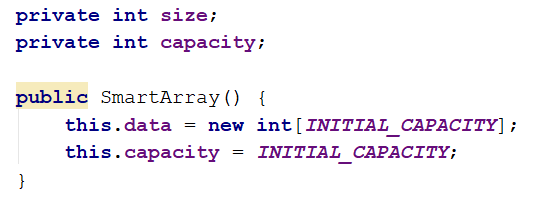 private int size;
private int capacity;
public SmartArray() {
this.data = new int[INITIAL_CAPACITY];
this.capacity = INITIAL_CAPACITY;
}